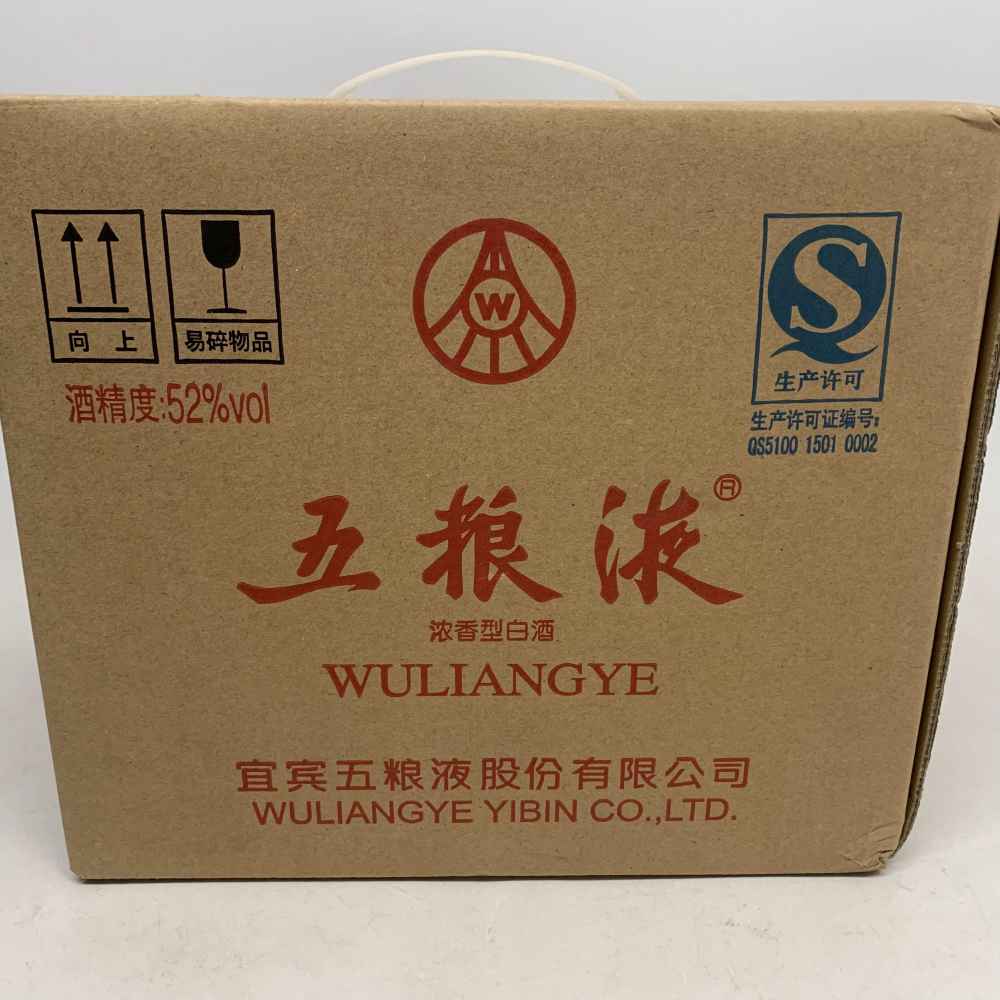 向 上
易碎物品
酒精度:52%vol
W
S
生产许可
生产许可证编号:
QS5100 1501 0002
五粮液®
浓香型白酒
WULIANGYE
宜宾五粮液股份有限公司
WULIANGYE YIBIN CO.,LTD.